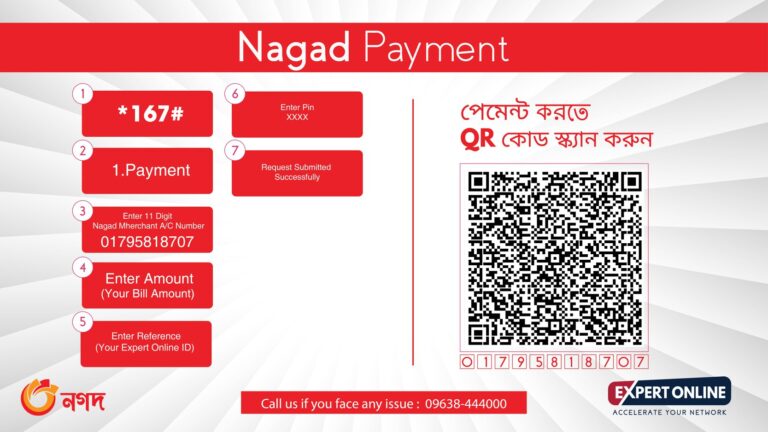 Nagad Payment
1
*167#
2
1.Payment
3
Enter 11 Digit
Nagad Mherchant A/C Number
01795818707
4
Enter Amount
(Your Bill Amount)
5
Enter Reference
(Your Expert Online ID)
6
Enter Pin
XXXX
7
Request Submitted
Successfully
পেমেন্ট করতে
QR কোড স্ক্যান করুন
01795818707
নগদ
Call us if you face any issue : 09638-444000
EXPERT ONLINE
ACCELERATE YOUR NETWORK